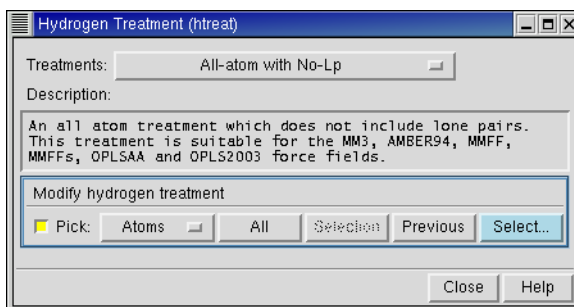 Hydrogen Treatment (htreat)
Treatments: All-atom with No-Lp
Description:
An all atom treatment which does not include lone pairs.
This treatment is suitable for the MM3, AMBER94, MMFF,
MMFFs, OPLSAA and OPLS2003 force fields.
Modify hydrogen treatment
Pick: Atoms All Selection Previous Select...
Close Help